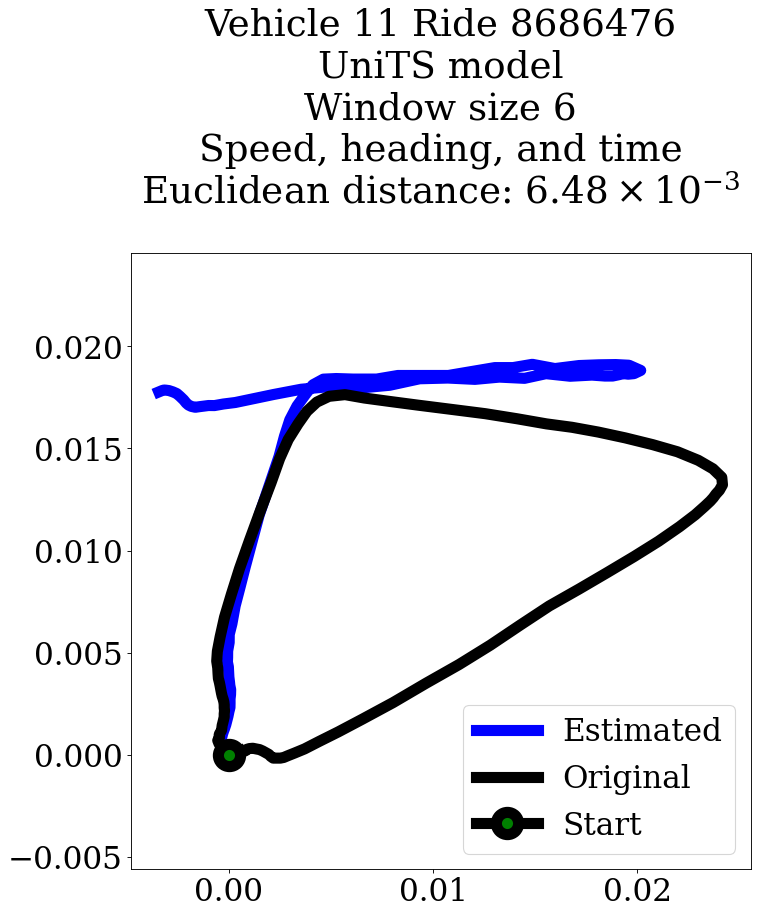 Vehicle 11 Ride 8686476
UniTS model
Window size 6
Speed, heading, and time
Euclidean distance: 6.48 × 10⁻³
0.020
0.015
0.010
0.005
0.000
−0.005
0.00
0.01
0.02
Estimated
Original
Start